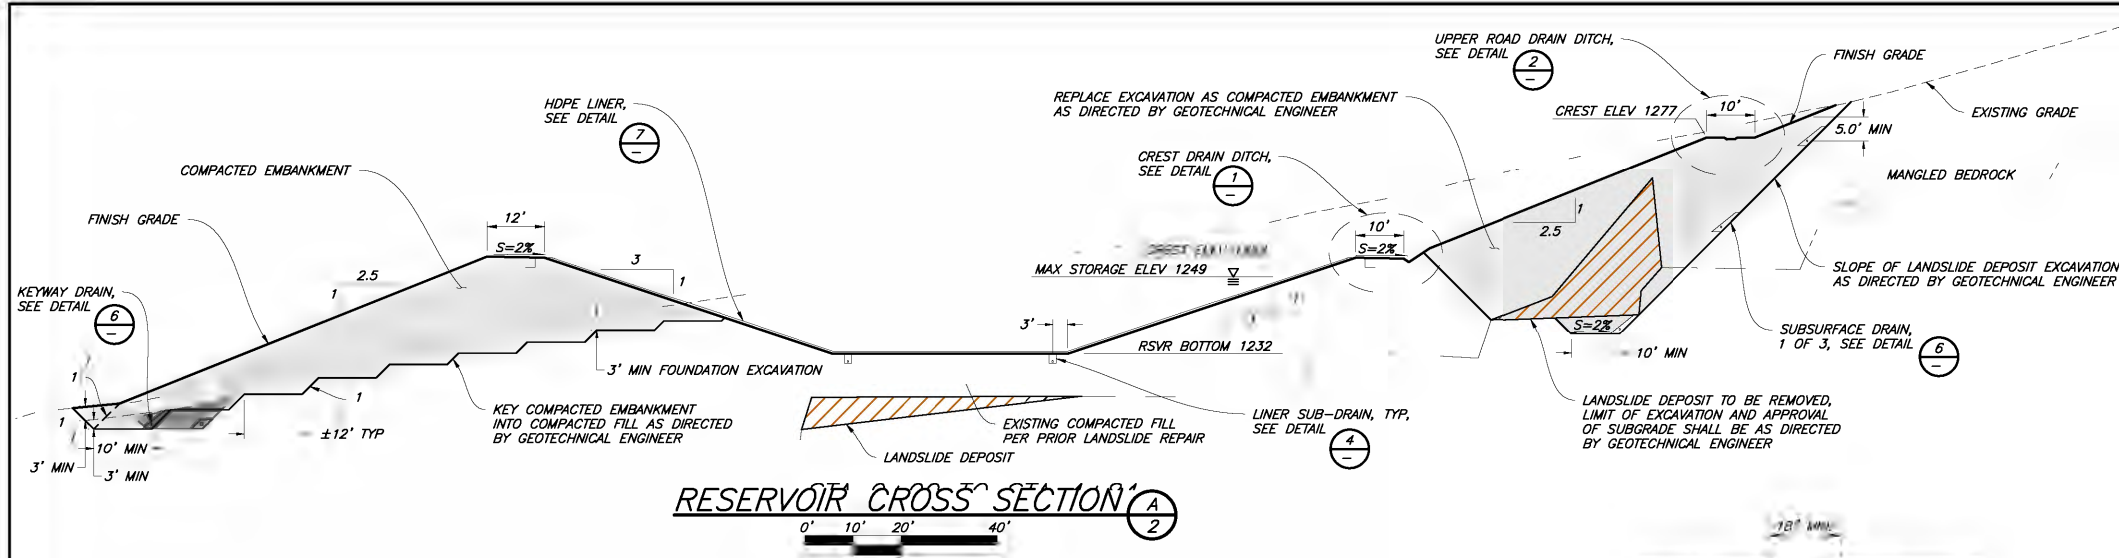 UPPER ROAD DRAIN DITCH,
SEE DETAIL
2
–
FINISH GRADE
HDPE LINER,
SEE DETAIL
7
–
REPLACE EXCAVATION AS COMPACTED EMBANKMENT
AS DIRECTED BY GEOTECHNICAL ENGINEER
CREST ELEV 1277
10'
EXISTING GRADE
5.0' MIN
COMPACTED EMBANKMENT
CREST DRAIN DITCH,
SEE DETAIL
1
–
MANGLED BEDROCK
FINISH GRADE
12'
S=2%
10'
S=2%
1
2.5
3
1
2.5
1
MAX STORAGE ELEV 1249
SLOPE OF LANDSLIDE DEPOSIT EXCAVATION
AS DIRECTED BY GEOTECHNICAL ENGINEER
KEYWAY DRAIN,
SEE DETAIL
6
–
3'
RSVR BOTTOM 1232
S=2%
10' MIN
SUBSURFACE DRAIN,
1 OF 3, SEE DETAIL
6
–
3' MIN FOUNDATION EXCAVATION
1
1
1
10' MIN
3' MIN
3' MIN
±12' TYP
KEY COMPACTED EMBANKMENT
INTO COMPACTED FILL AS DIRECTED
BY GEOTECHNICAL ENGINEER
EXISTING COMPACTED FILL
PER PRIOR LANDSLIDE REPAIR
LANDSLIDE DEPOSIT
LINER SUB-DRAIN, TYP,
SEE DETAIL
4
–
LANDSLIDE DEPOSIT TO BE REMOVED,
LIMIT OF EXCAVATION AND APPROVAL
OF SUBGRADE SHALL BE AS DIRECTED
BY GEOTECHNICAL ENGINEER
RESERVOIR CROSS SECTION
A
2
0' 10' 20' 40'